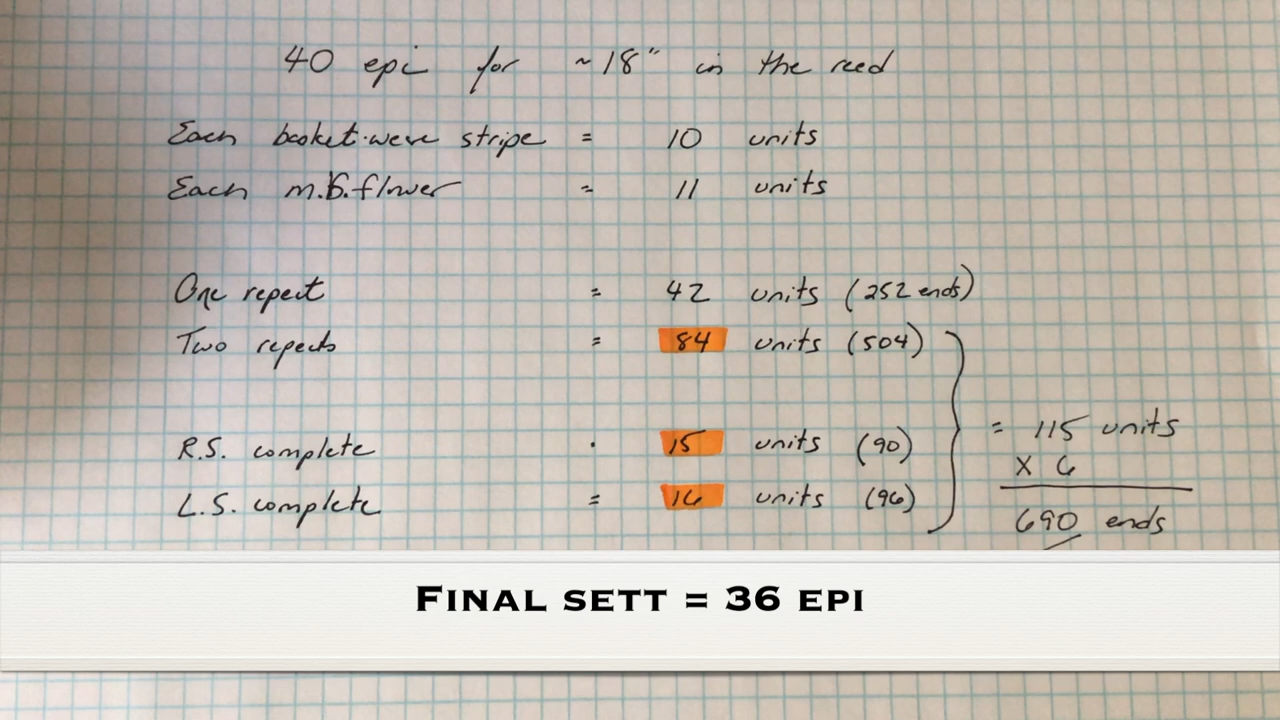 40 epi for ~18" in the reed
Each basket-weve stripe = 10 units
Each m.b.flower = 11 units
One repeat = 42 units (252 ends)
Two repeats = 84 units (504)
R.S. complete · 15 units (90)
L.S. complete = 16 units (96)
= 115 units
x 6
690 ends
FINAL SETT = 36 EPI